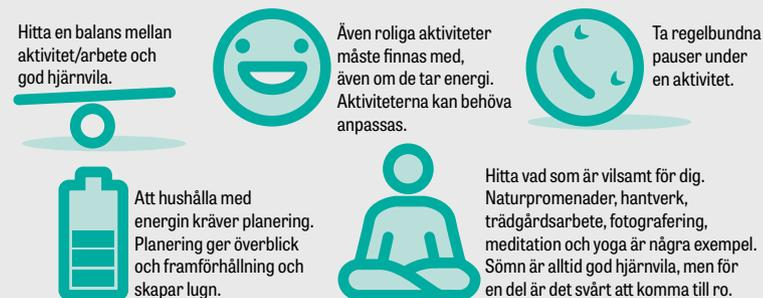 Hitta en balans mellan
aktivitet/arbete och
god hjärnvila.
Även roliga aktiviteter
måste finnas med,
även om de tar energi.
Aktiviteterna kan behöva
anpassas.
Ta regelbundna
pauser under
en aktivitet.
Att hushålla med
energin kräver planering.
Planering ger överblick
och framförhållning och
skapar lugn.
Hitta vad som är vilsamt för dig.
Naturpromenader, hantverk,
trädgårdsarbete, fotografering,
meditation och yoga är några exempel.
Sömn är alltid god hjärnvila, men för
en del är det svårt att komma till ro.